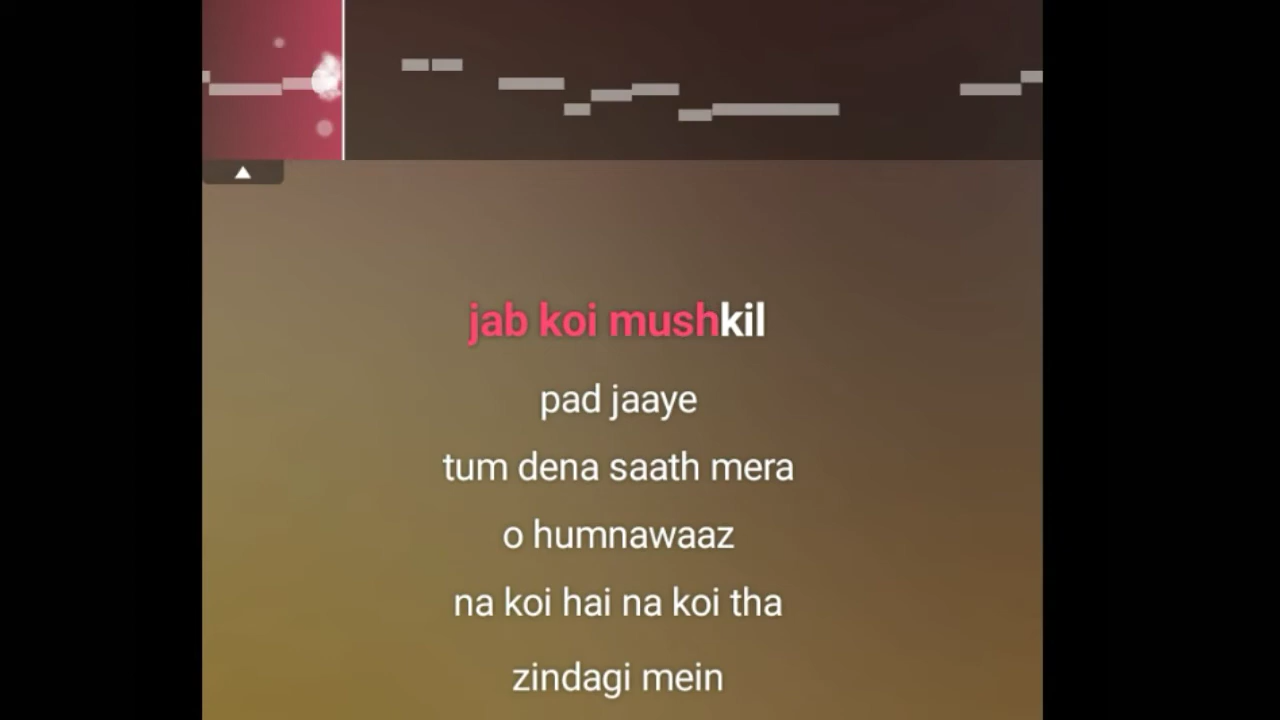 jab koi mushkil
pad jaaye
tum dena saath mera
o humnawaaz
na koi hai na koi tha
zindagi mein